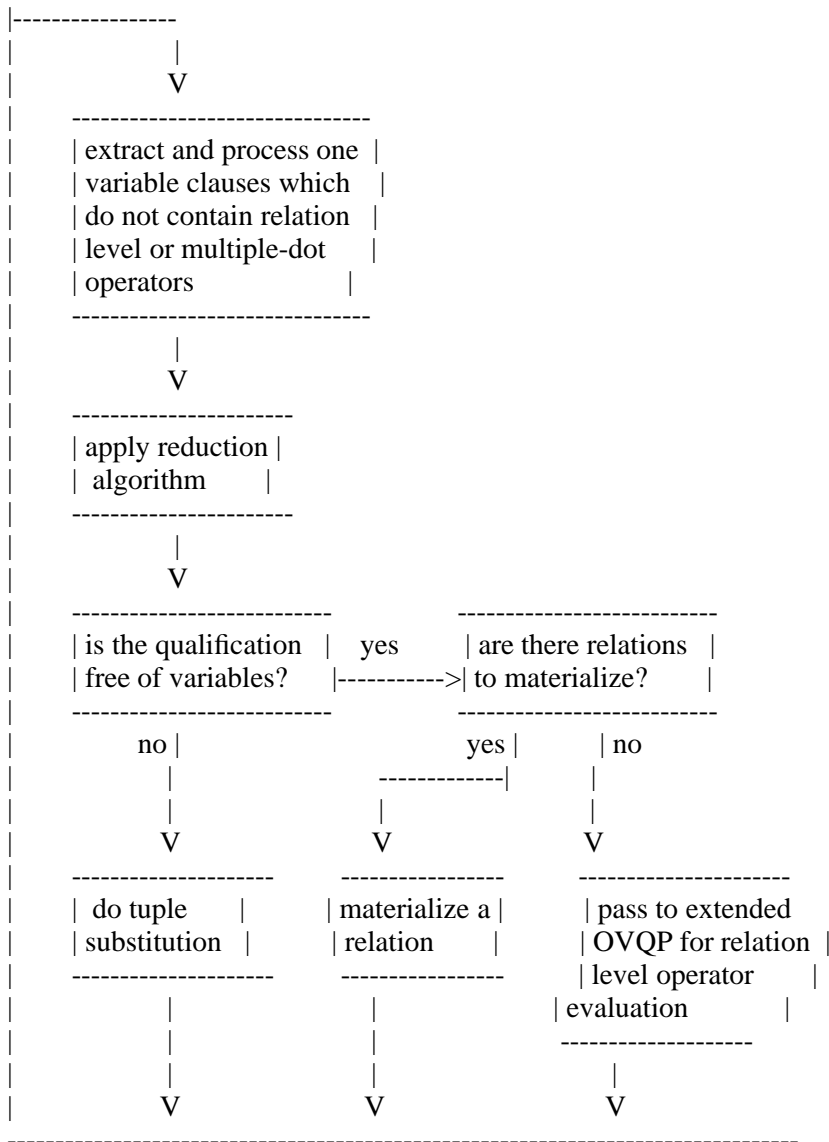 extract and process one
variable clauses which
do not contain relation
level or multiple-dot
operators
apply reduction
algorithm
is the qualification
free of variables?
yes
are there relations
to materialize?
no
yes
no
do tuple
substitution
materialize a
relation
pass to extended
OVQP for relation
level operator
evaluation